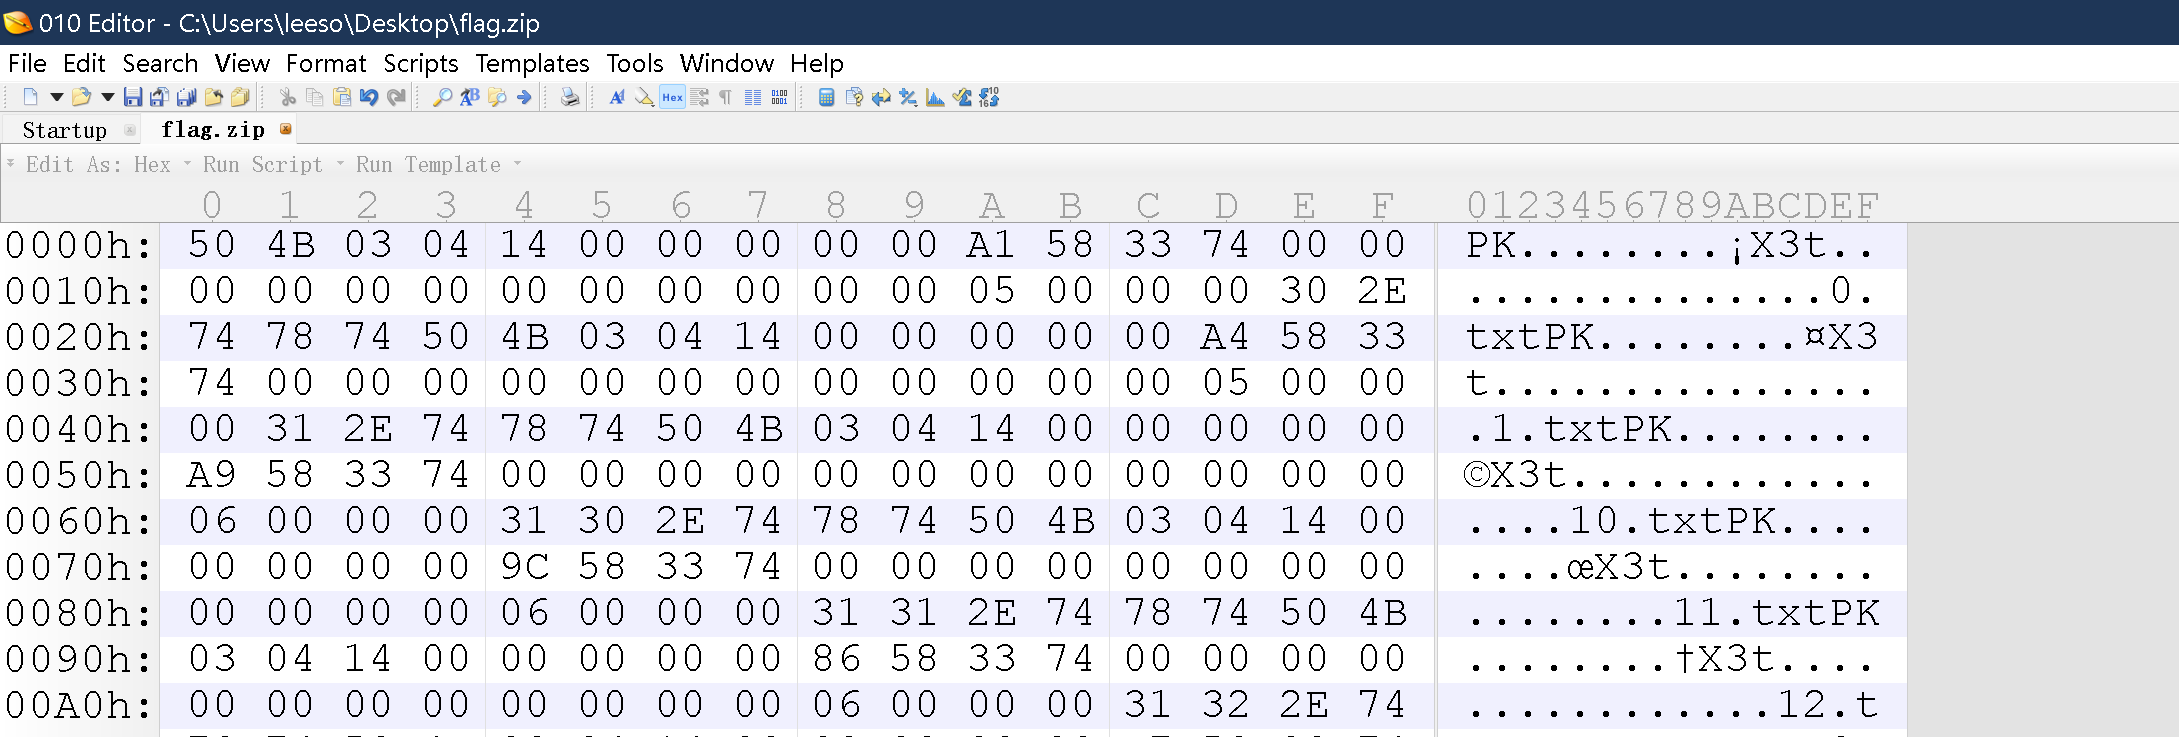 010 Editor - C:\Users\leeso\Desktop\flag.zip
File Edit Search View Format Scripts Templates Tools Window Help
Startup flag.zip
Edit As: Hex Run Script Run Template
0 1 2 3 4 5 6 7 8 9 A B C D E F 0123456789ABCDEF
0000h: 50 4B 03 04 14 00 00 00 00 00 A1 58 33 74 00 00 PK........¡X3t..
0010h: 00 00 00 00 00 00 00 00 00 00 05 00 00 00 30 2E ..............0.
0020h: 74 78 74 50 4B 03 04 14 00 00 00 00 00 A4 58 33 txtPK........¤X3
0030h: 74 00 00 00 00 00 00 00 00 00 00 00 00 05 00 00 00 t...............
0040h: 00 31 2E 74 78 74 50 4B 03 04 14 00 00 00 00 00 .1.txtPK........
0050h: A9 58 33 74 00 00 00 00 00 00 00 00 00 00 00 00 ©X3t............
0060h: 06 00 00 00 31 30 2E 74 78 74 50 4B 03 04 14 00 ....10.txtPK....
0070h: 00 00 00 00 9C 58 33 74 00 00 00 00 00 00 00 00 ....œX3t........
0080h: 00 00 00 00 06 00 00 00 31 31 2E 74 78 74 50 4B ........11.txtPK
0090h: 03 04 14 00 00 00 00 00 86 58 33 74 00 00 00 00 ........†X3t....
00A0h: 00 00 00 00 00 00 00 00 06 00 00 00 31 32 2E 74 ............12.t